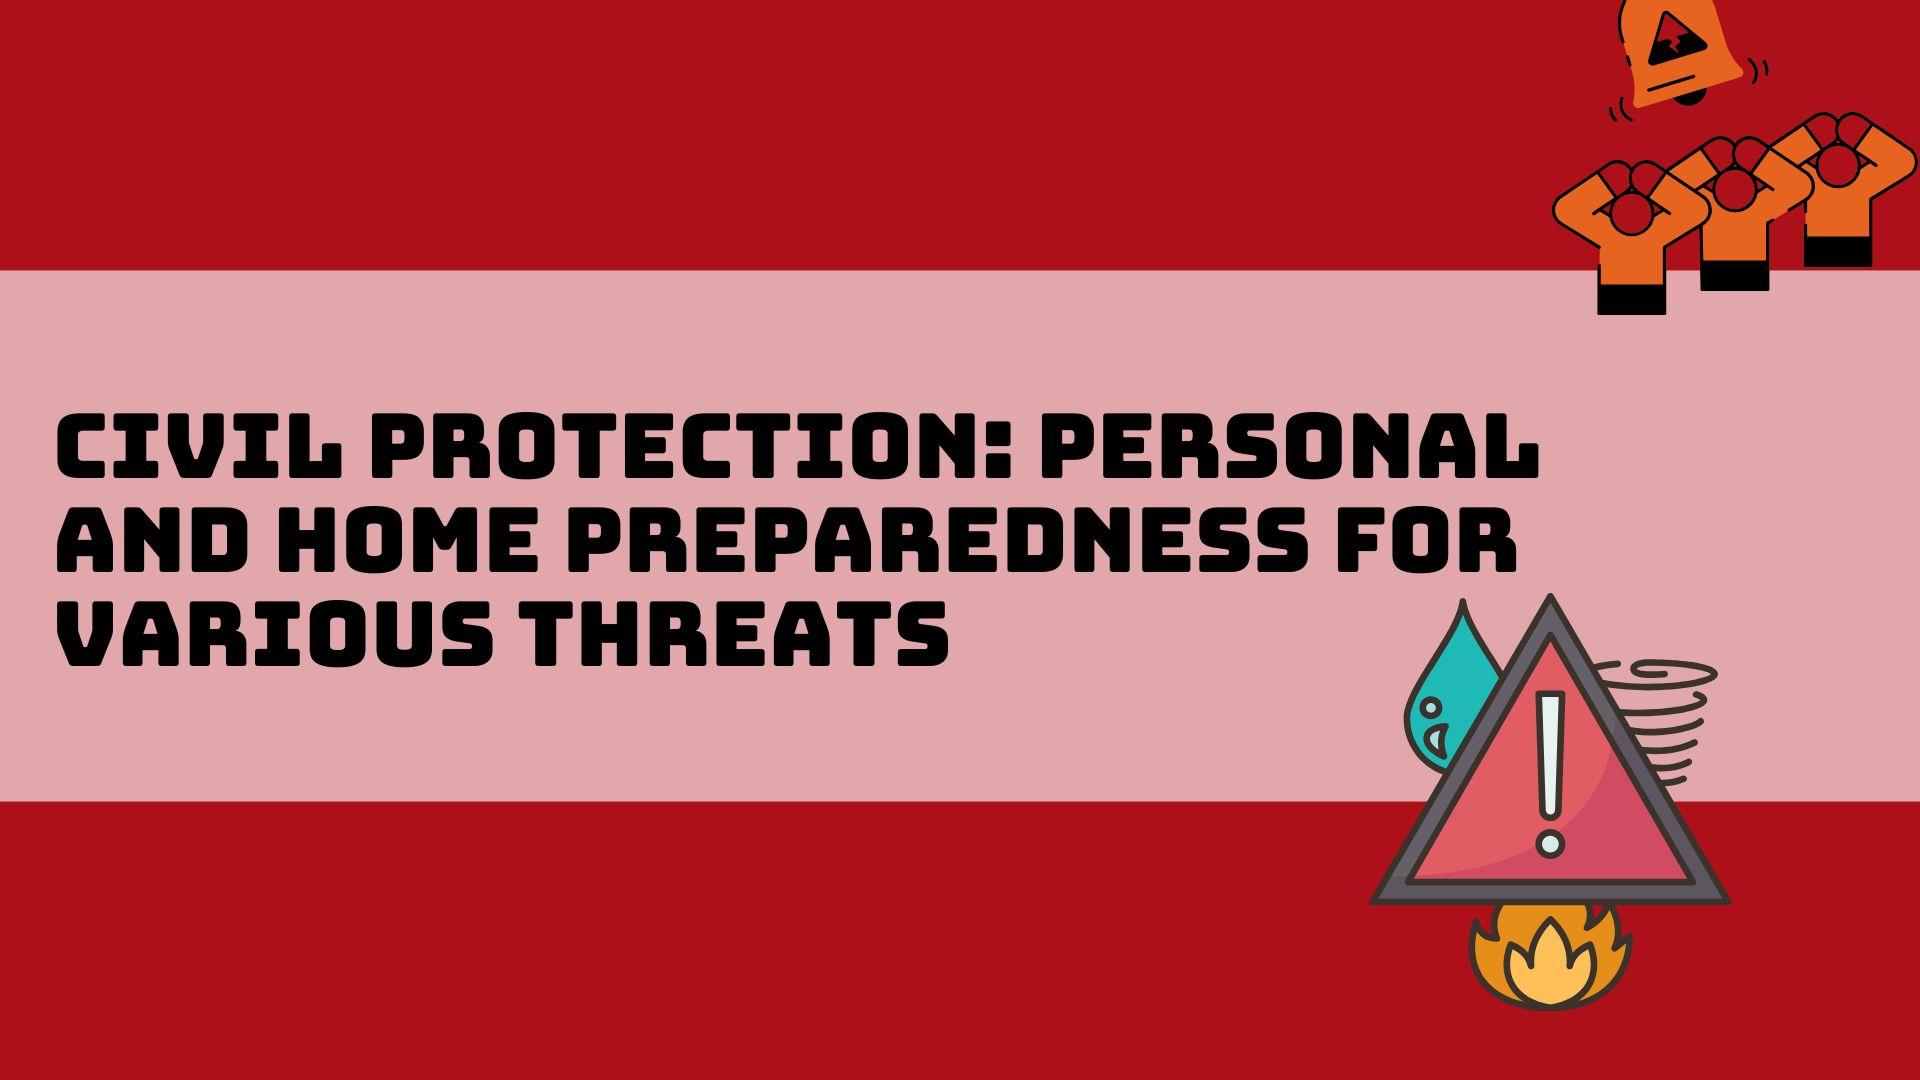 CIVIL PROTECTION: PERSONAL
AND HOME PREPAREDNESS FOR
VARIOUS THREATS